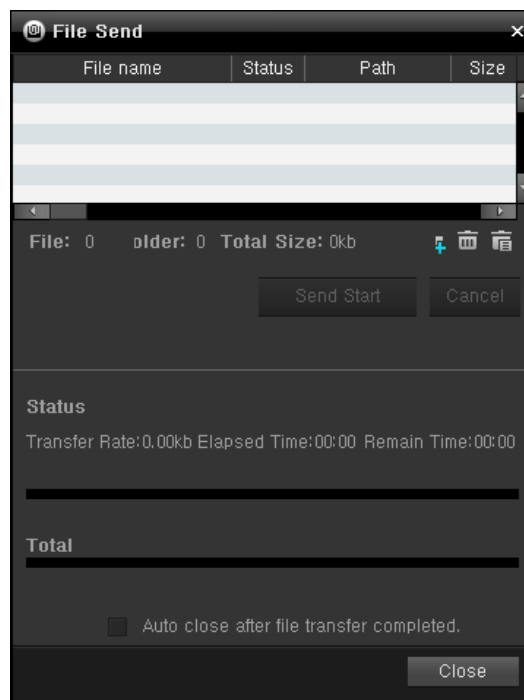 File Send
File name Status Path Size
File: 0 older: 0 Total Size: 0kb
Send Start Cancel
Status
Transfer Rate:0.00kb Elapsed Time:00:00 Remain Time:00:00
Total
Auto close after file transfer completed.
Close